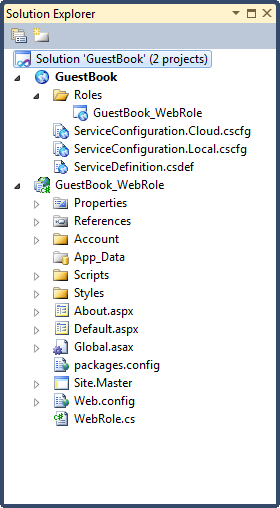 Solution Explorer
Solution 'GuestBook' (2 projects)
GuestBook
Roles
GuestBook_WebRole
ServiceConfiguration.Cloud.cscfg
ServiceConfiguration.Local.cscfg
ServiceDefinition.csdef
GuestBook_WebRole
Properties
References
Account
App_Data
Scripts
Styles
About.aspx
Default.aspx
Global.asax
packages.config
Site.Master
Web.config
WebRole.cs